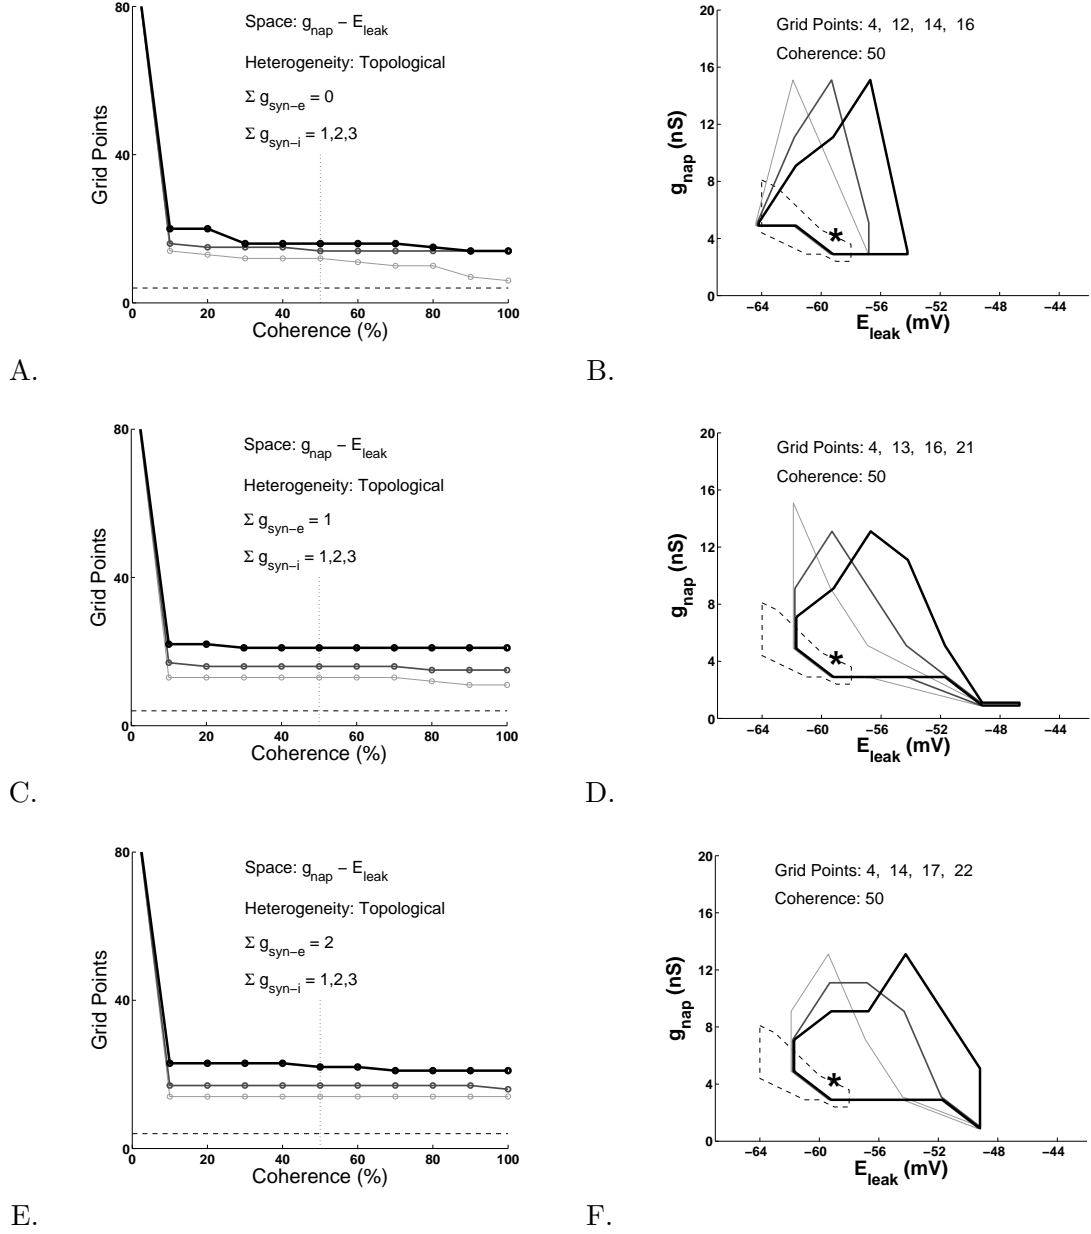 80
40
0
0
20
40
60
80
100
Grid Points
Coherence (%)
Space: g_nap − E_leak
Heterogeneity: Topological
Σ g_syn−e = 0
Σ g_syn−i = 1,2,3
A.
20
16
12
8
4
0
−64
−60
−56
−52
−48
−44
g_nap (nS)
E_leak (mV)
Grid Points: 4, 12, 14, 16
Coherence: 50
*
B.
80
40
0
0
20
40
60
80
100
Grid Points
Coherence (%)
Space: g_nap − E_leak
Heterogeneity: Topological
Σ g_syn−e = 1
Σ g_syn−i = 1,2,3
C.
20
16
12
8
4
0
−64
−60
−56
−52
−48
−44
g_nap (nS)
E_leak (mV)
Grid Points: 4, 13, 16, 21
Coherence: 50
*
D.
80
40
0
0
20
40
60
80
100
Grid Points
Coherence (%)
Space: g_nap − E_leak
Heterogeneity: Topological
Σ g_syn−e = 2
Σ g_syn−i = 1,2,3
E.
20
16
12
8
4
0
−64
−60
−56
−52
−48
−44
g_nap (nS)
E_leak (mV)
Grid Points: 4, 14, 17, 22
Coherence: 50
*
F.